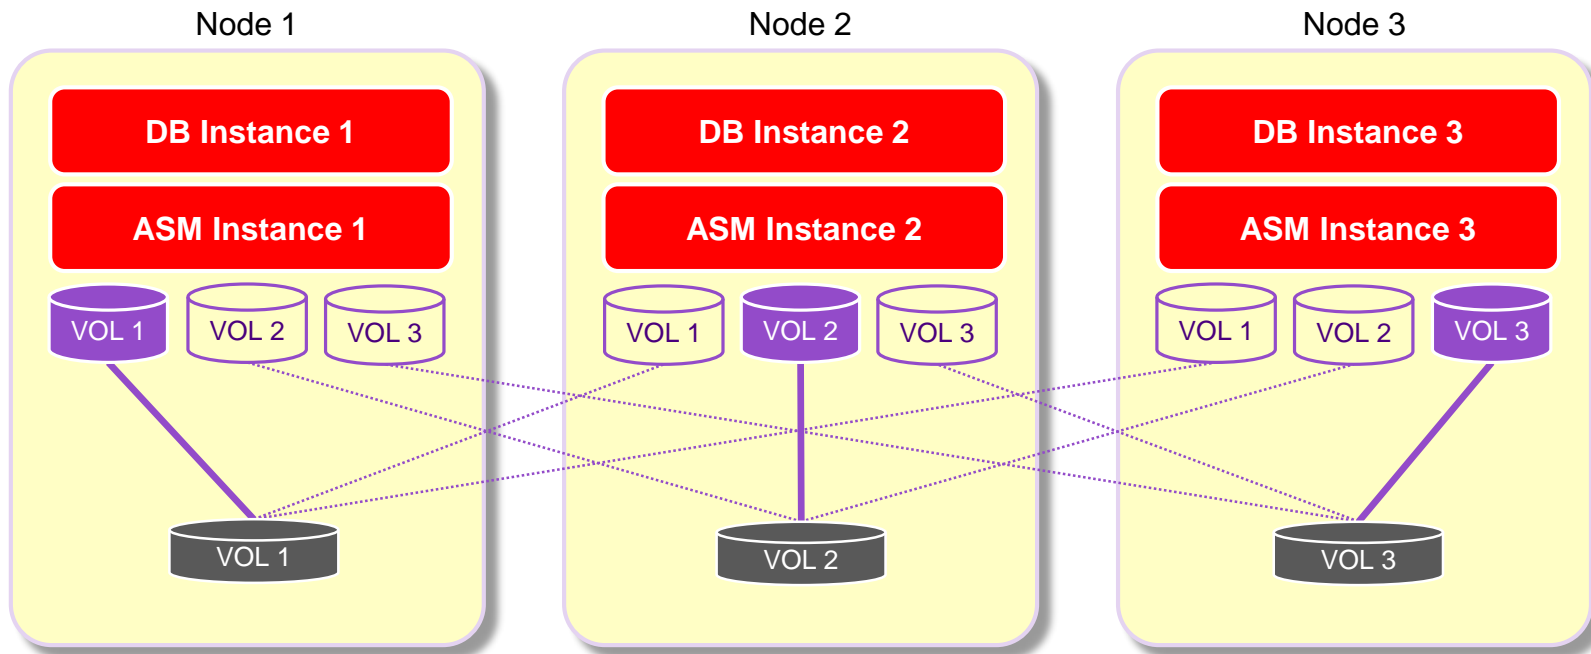 Node 1
Node 2
Node 3
DB Instance 1
DB Instance 2
DB Instance 3
ASM Instance 1
ASM Instance 2
ASM Instance 3
VOL 1
VOL 2
VOL 3
VOL 1
VOL 2
VOL 3
VOL 1
VOL 2
VOL 3
VOL 1
VOL 2
VOL 3